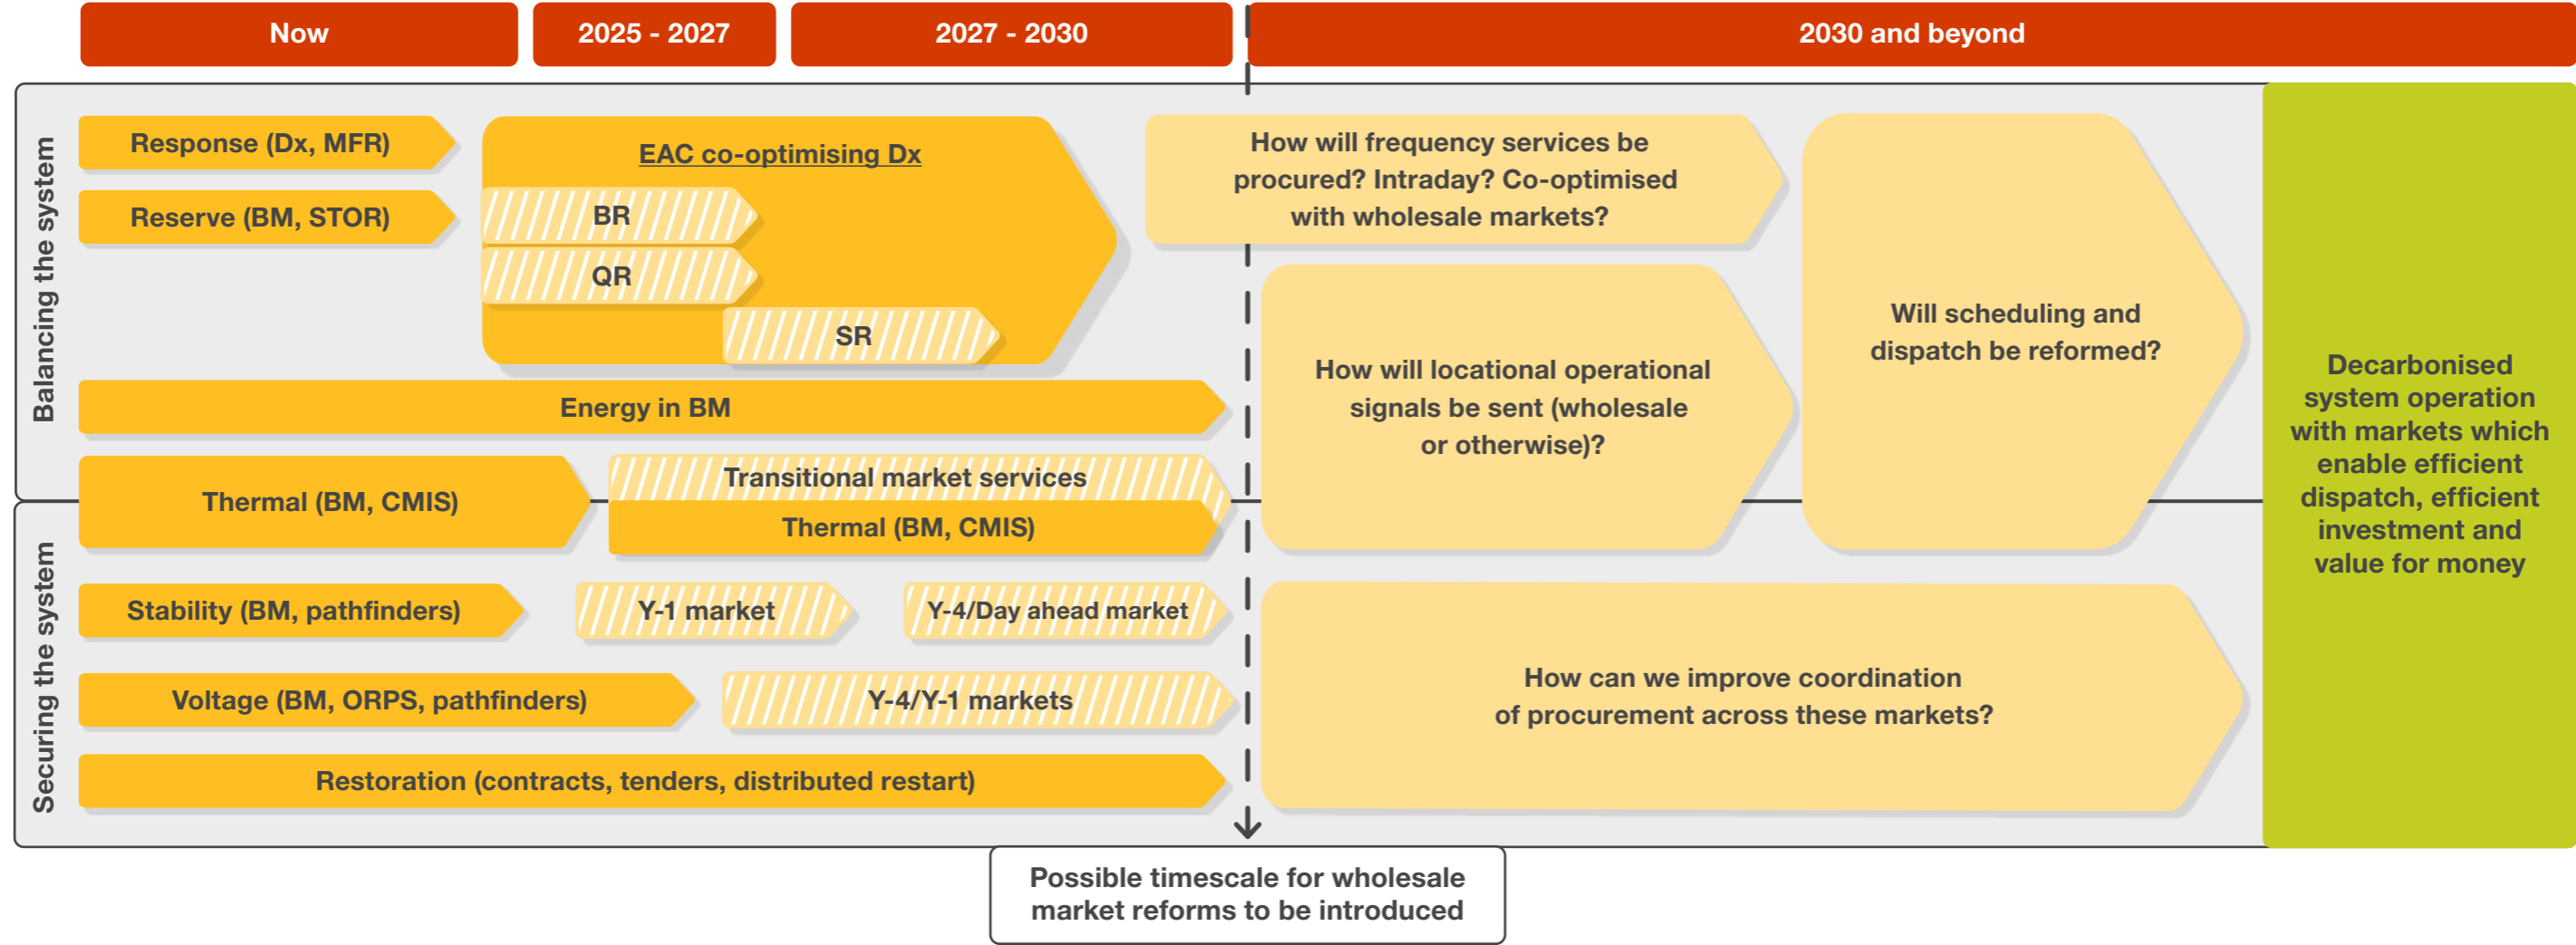 Now
2025 - 2027
2027 - 2030
2030 and beyond
Balancing the system
Response (Dx, MFR)
Reserve (BM, STOR)
EAC co-optimising Dx
BR
QR
SR
Energy in BM
Thermal (BM, CMIS)
Transitional market services
Thermal (BM, CMIS)
How will frequency services be
procured? Intraday? Co-optimised
with wholesale markets?
How will locational operational
signals be sent (wholesale
or otherwise)?
Will scheduling and
dispatch be reformed?
Securing the system
Stability (BM, pathfinders)
Y-1 market
Y-4/Day ahead market
Voltage (BM, ORPS, pathfinders)
Y-4/Y-1 markets
Restoration (contracts, tenders, distributed restart)
How can we improve coordination
of procurement across these markets?
Decarbonised
system operation
with markets which
enable efficient
dispatch, efficient
investment and
value for money
Possible timescale for wholesale
market reforms to be introduced